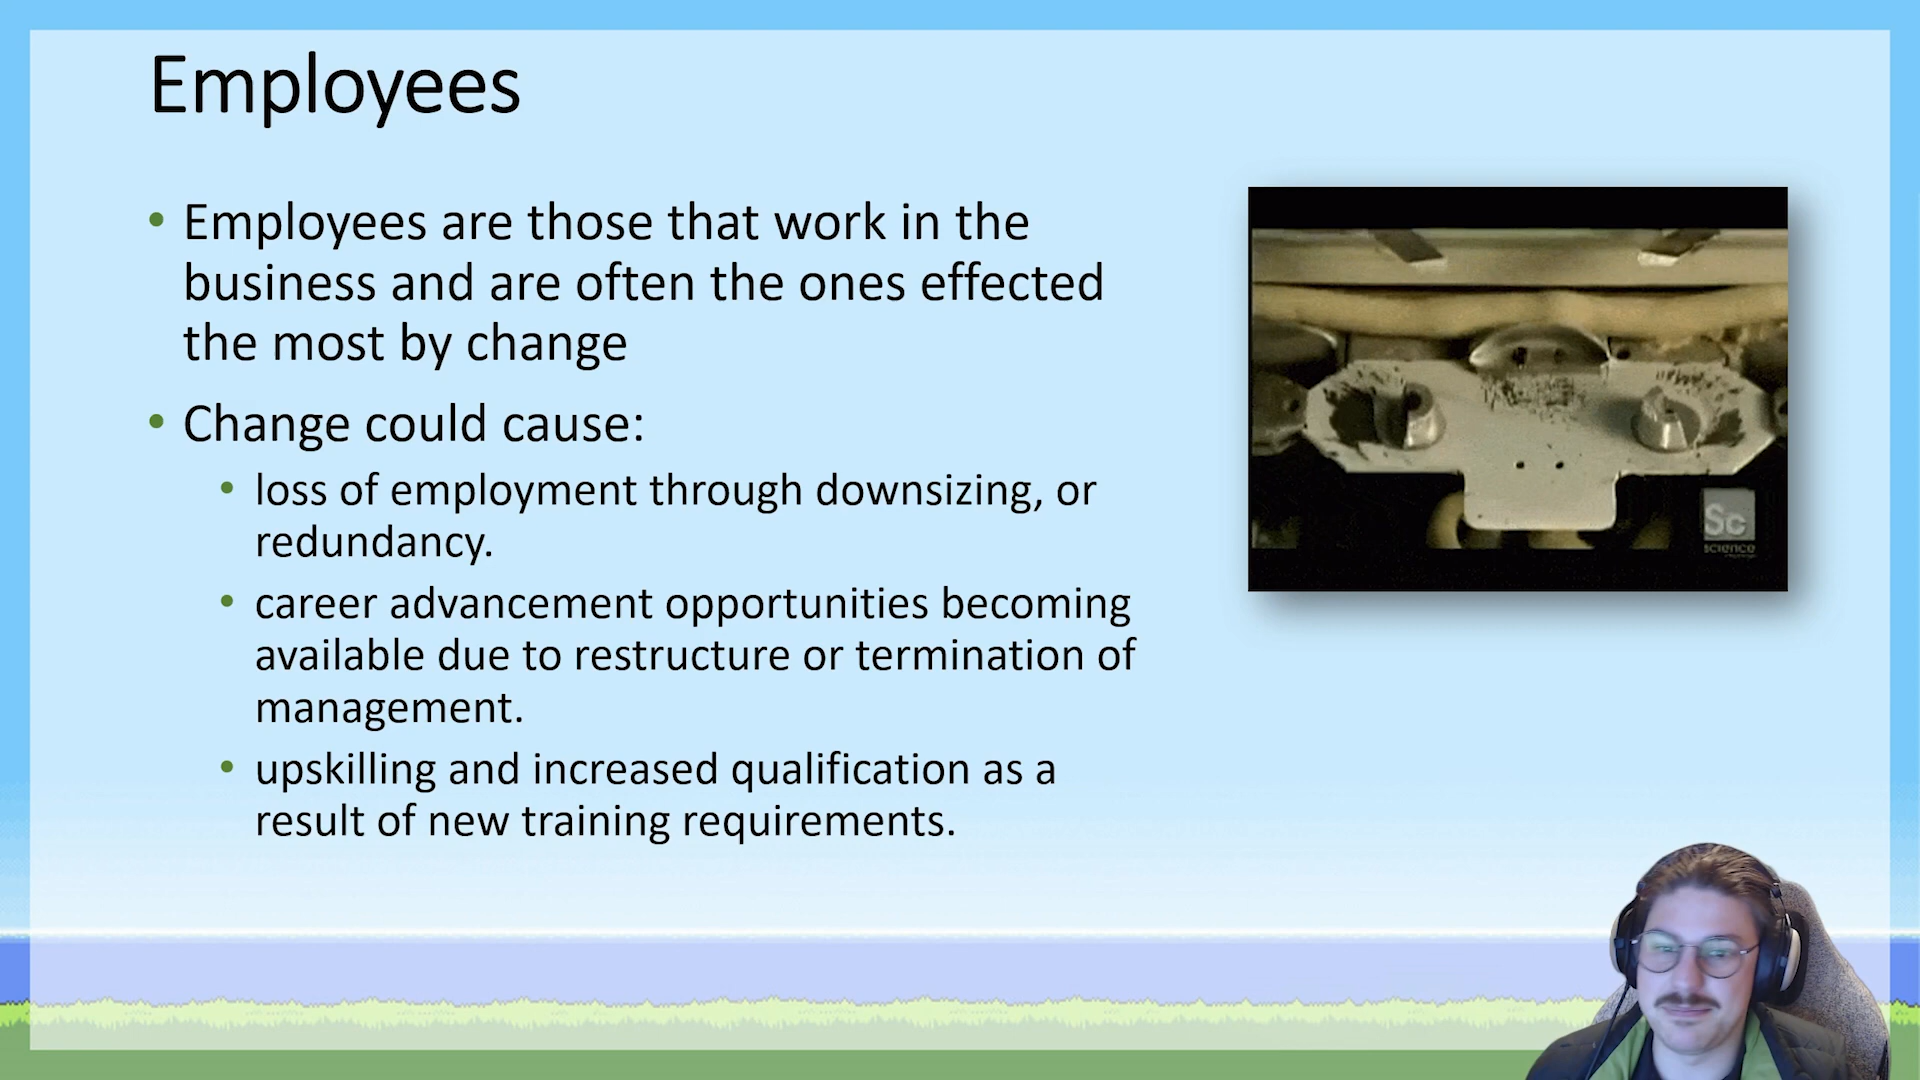 Employees
• Employees are those that work in the
business and are often the ones effected
the most by change
• Change could cause:
• loss of employment through downsizing, or
redundancy.
• career advancement opportunities becoming
available due to restructure or termination of
management.
• upskilling and increased qualification as a
result of new training requirements.
Sc
science